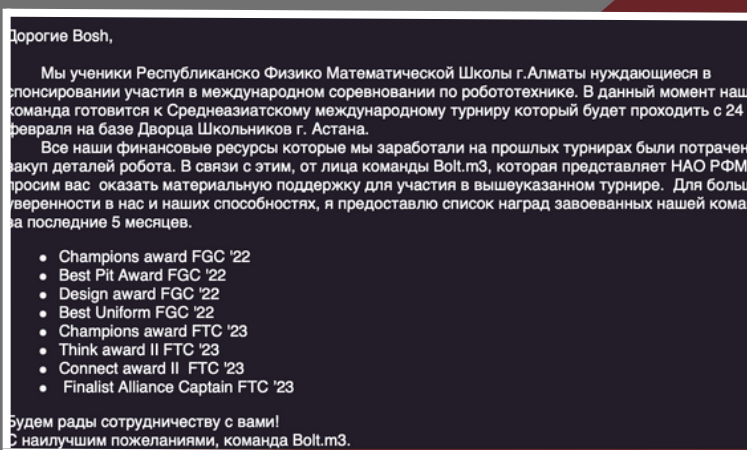 Дорогие Bosh,
Мы ученики Республиканско Физико Математической Школы г.Алматы нуждающиеся в
спонсировании участия в международном соревновании по робототехнике. В данный момент наш
команда готовится к Среднеазиатскому международному турниру который будет проходить с 24
февраля на базе Дворца Школьников г. Астана.
Все наши финансовые ресурсы которые мы заработали на прошлых турнирах были потрачен
закуп деталей робота. В связи с этим, от лица команды Bolt.m3, которая представляет НАО РФМ
просим вас оказать материальную поддержку для участия в вышеуказанном турнире. Для больш
уверенности в нас и наших способностях, я предоставлю список наград завоеванных нашей кома
за последние 5 месяцев.
• Champions award FGC '22
• Best Pit Award FGC '22
• Design award FGC '22
• Best Uniform FGC '22
• Champions award FTC '23
• Think award II FTC '23
• Connect award II FTC '23
• Finalist Alliance Captain FTC '23
Будем рады сотрудничеству с вами!
С наилучшим пожеланиями, команда Bolt.m3.